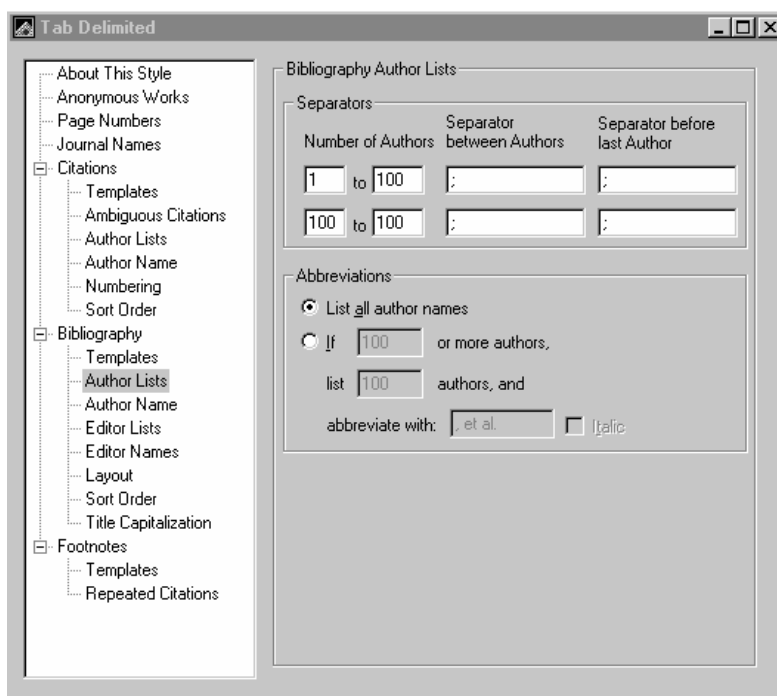 Tab Delimited
About This Style
Anonymous Works
Page Numbers
Journal Names
Citations
Templates
Ambiguous Citations
Author Lists
Author Name
Numbering
Sort Order
Bibliography
Templates
Author Lists
Author Name
Editor Lists
Editor Names
Layout
Sort Order
Title Capitalization
Footnotes
Templates
Repeated Citations
Bibliography Author Lists
Separators
Number of Authors Separator between Authors Separator before last Author
1 to 100 ; ;
100 to 100 ; ;
Abbreviations
List all author names
If 100 or more authors,
list 100 authors, and
abbreviate with: , et al. Italic